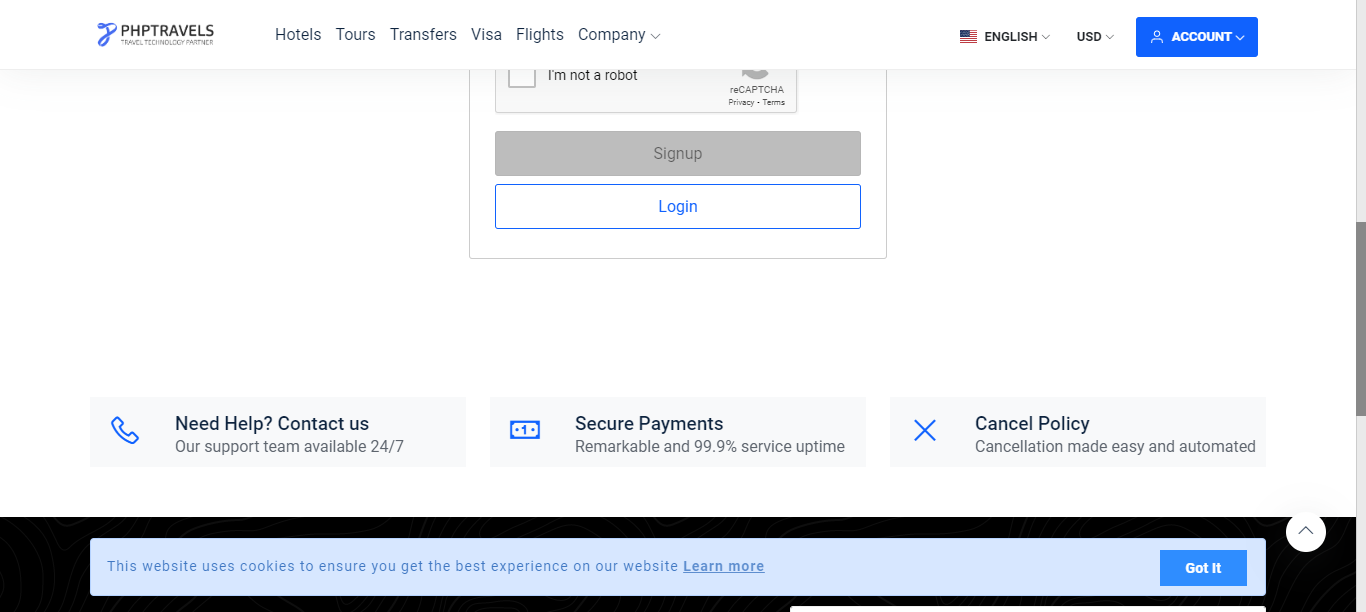 PHPTRAVELS
TRAVEL TECHNOLOGY PARTNER
Hotels Tours Transfers Visa Flights Company
ENGLISH USD ACCOUNT
I'm not a robot
reCAPTCHA
Privacy - Terms
Signup
Login
Need Help? Contact us
Our support team available 24/7
Secure Payments
Remarkable and 99.9% service uptime
Cancel Policy
Cancellation made easy and automated
This website uses cookies to ensure you get the best experience on our website Learn more
Got It